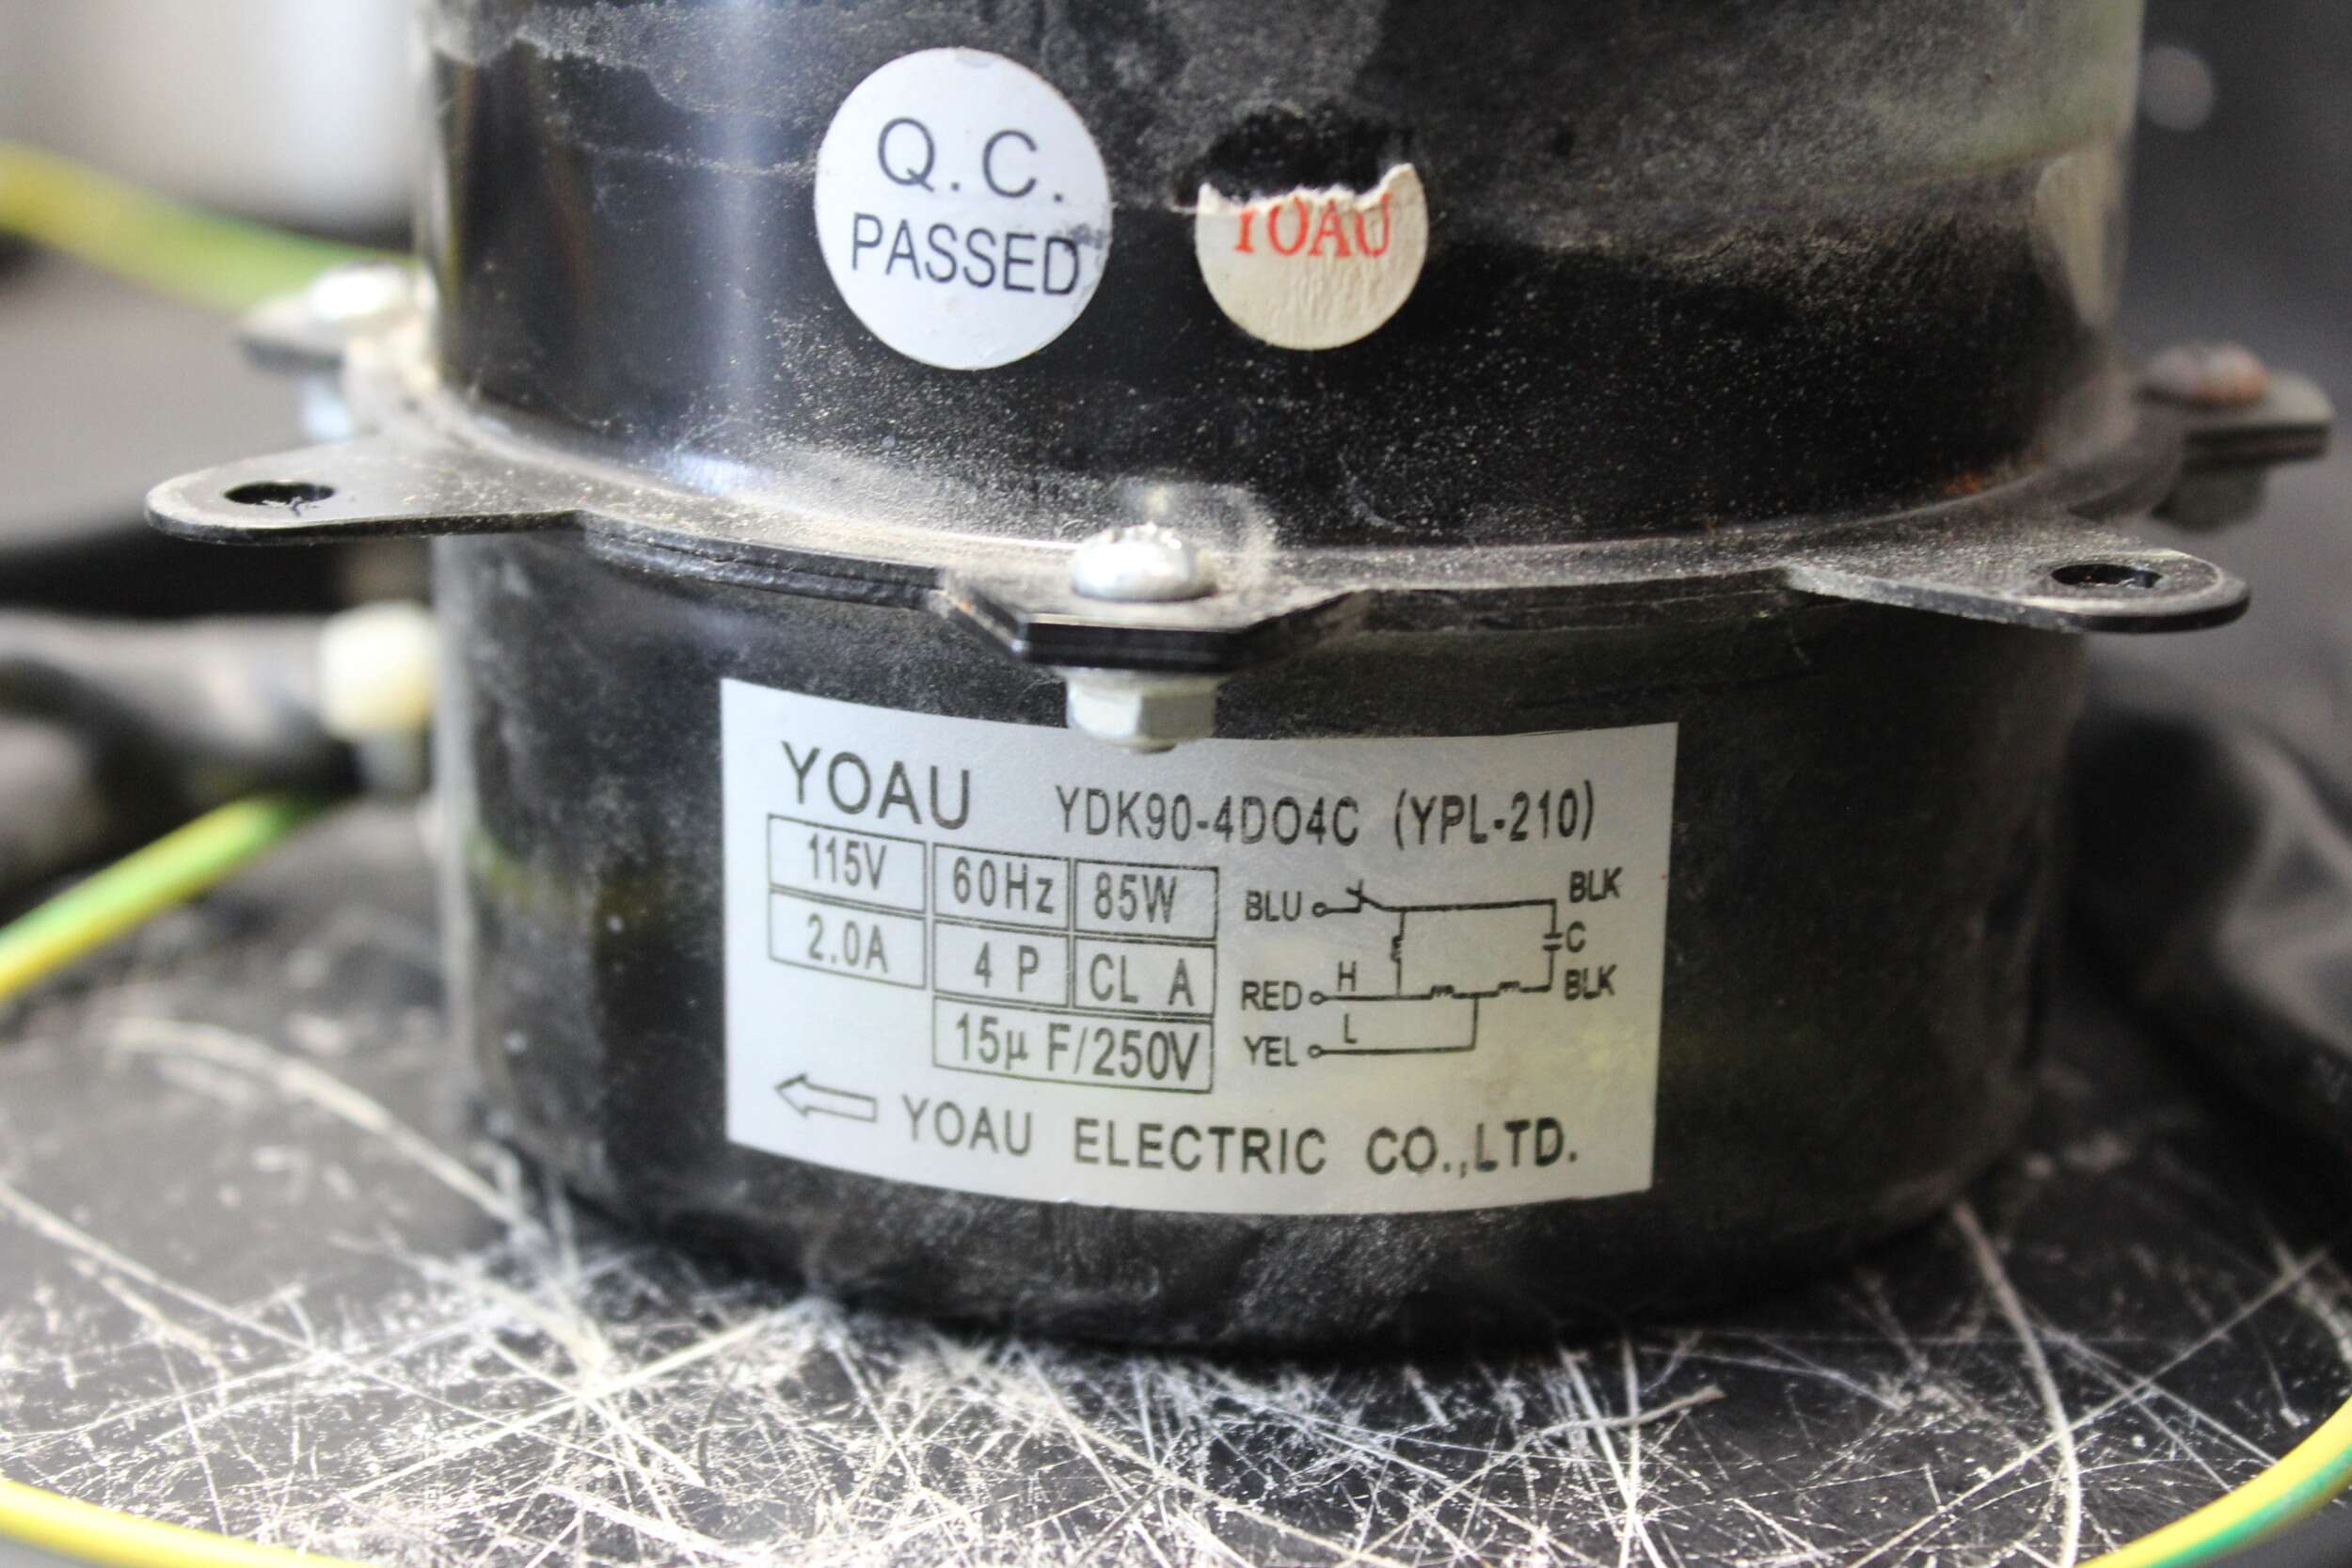 Q.C.
PASSED
YOAU
YOAU YDK90-4DO4C (YPL-210)
115V 60Hz 85W
2.0A 4 P CL A
15μ F/250V
BLU BLK
C
RED H BLK
YEL L
YOAU ELECTRIC CO.,LTD.